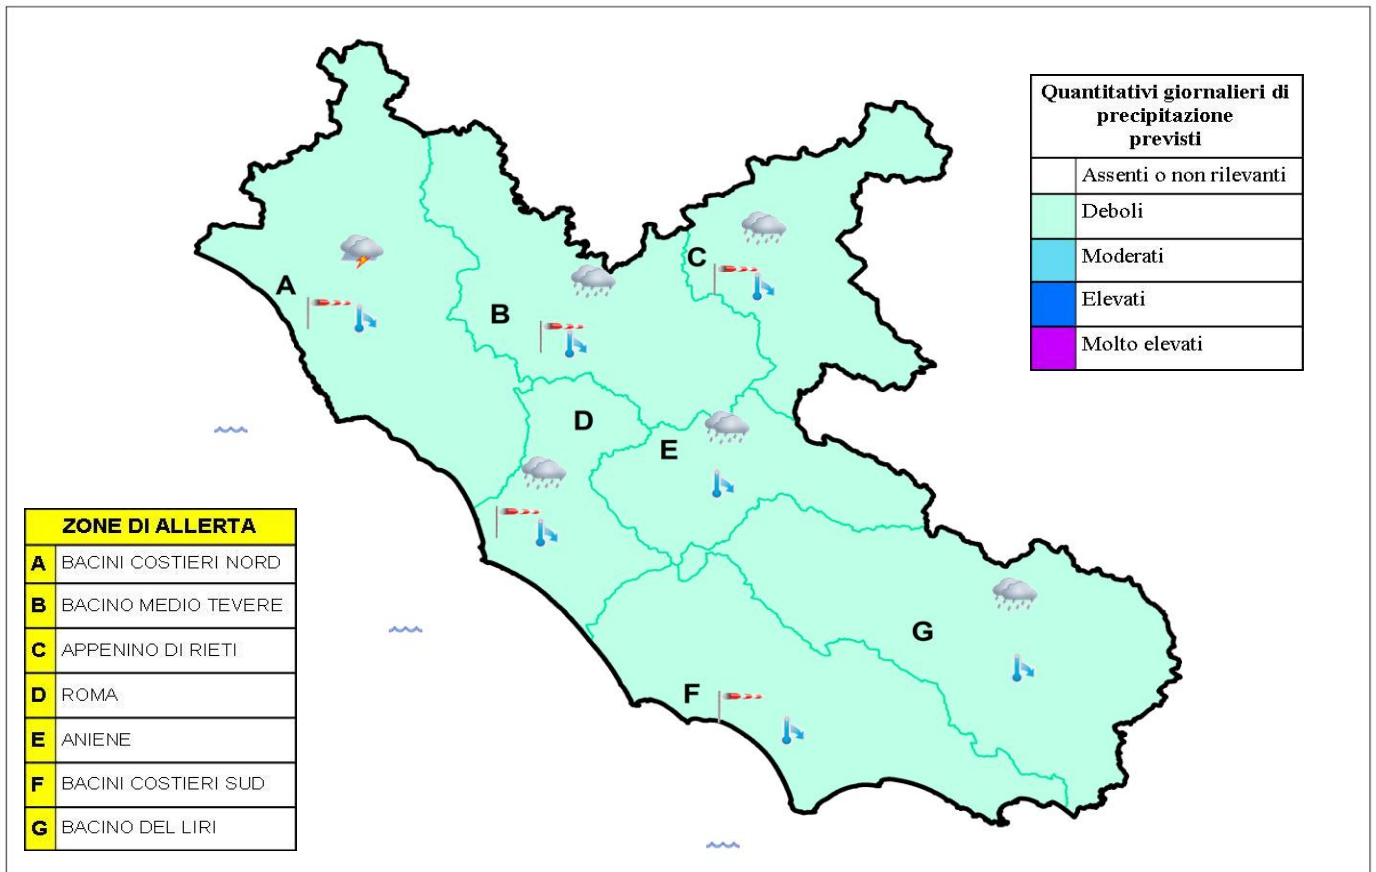 Quantitativi giornalieri di
precipitazione
previsti
Assenti o non rilevanti
Deboli
Moderati
Elevati
Molto elevati
A
B
C
D
E
F
G
ZONE DI ALLERTA
A BACINI COSTIERI NORD
B BACINO MEDIO TEVERE
C APPENINO DI RIETI
D ROMA
E ANIENE
F BACINI COSTIERI SUD
G BACINO DEL LIRI